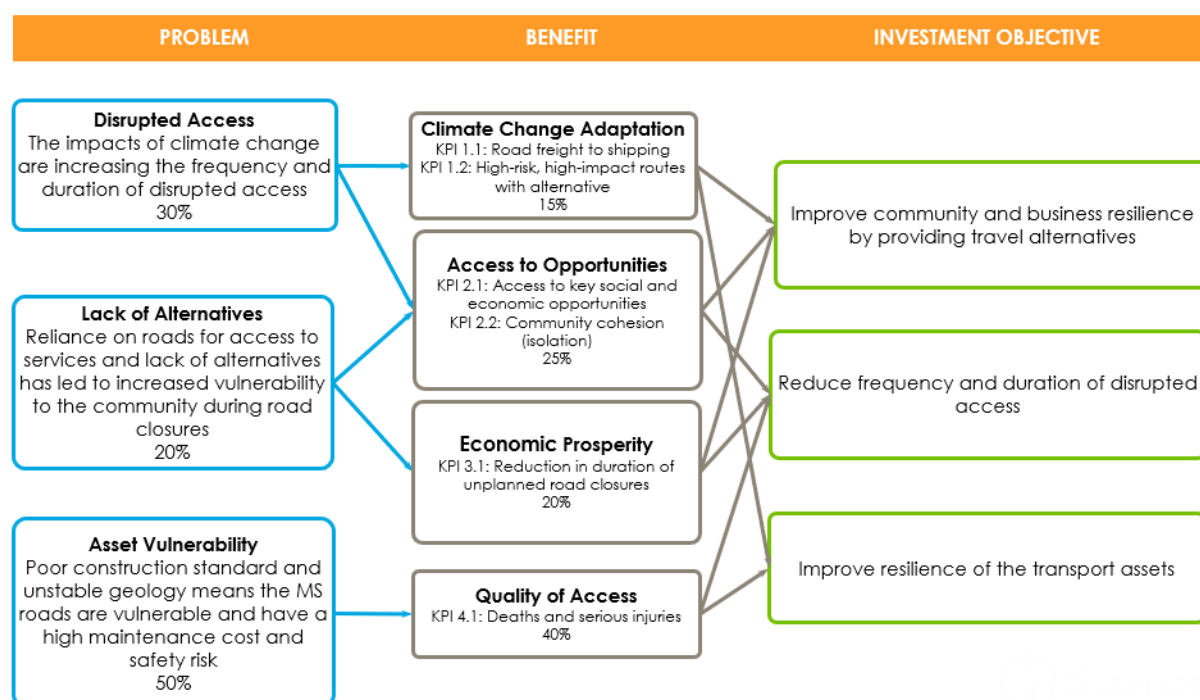 PROBLEM
BENEFIT
INVESTMENT OBJECTIVE
Disrupted Access
The impacts of climate change
are increasing the frequency and
duration of disrupted access
30%
Lack of Alternatives
Reliance on roads for access to
services and lack of alternatives
has led to increased vulnerability
to the community during road
closures
20%
Asset Vulnerability
Poor construction standard and
unstable geology means the MS
roads are vulnerable and have a
high maintenance cost and
safety risk
50%
Climate Change Adaptation
KPI 1.1: Road freight to shipping
KPI 1.2: High-risk, high-impact routes
with alternative
15%
Access to Opportunities
KPI 2.1: Access to key social and
economic opportunities
KPI 2.2: Community cohesion
(isolation)
25%
Economic Prosperity
KPI 3.1: Reduction in duration of
unplanned road closures
20%
Quality of Access
KPI 4.1: Deaths and serious injuries
40%
Improve community and business resilience
by providing travel alternatives
Reduce frequency and duration of disrupted
access
Improve resilience of the transport assets